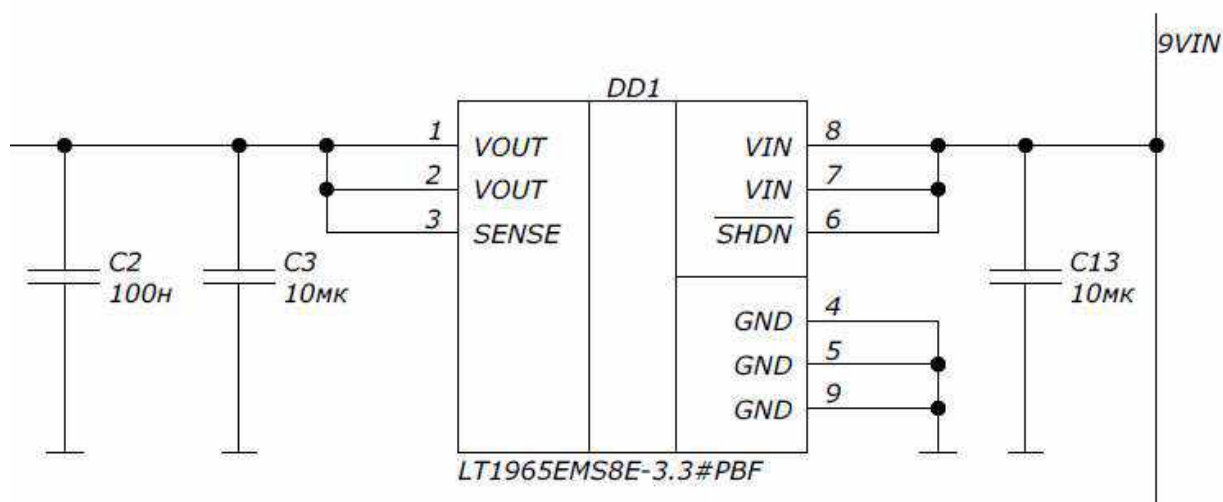 9VIN
DD1
1
VOUT
VIN
8
2
VOUT
VIN
7
3
SENSE
SHDN
6
C2
100н
C3
10мк
C13
10мк
GND
4
GND
5
GND
9
LT1965EMS8E-3.3#PBF